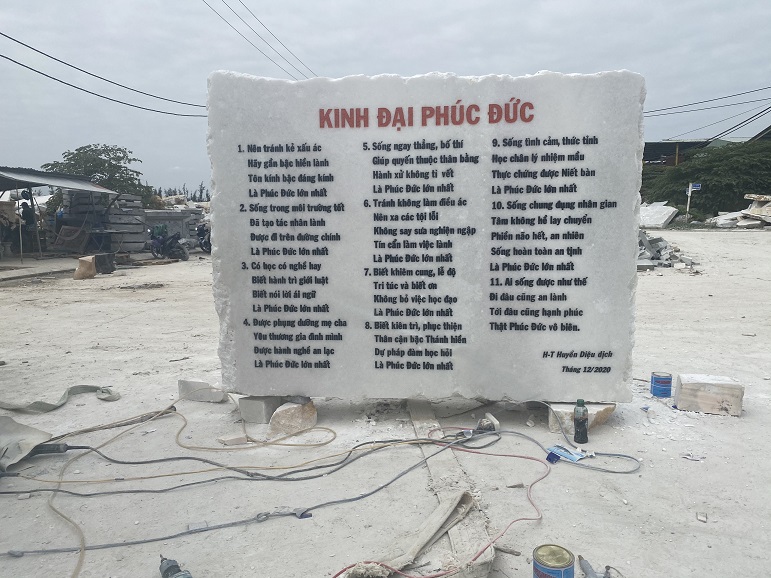 KINH ĐẠI PHÚC ĐỨC
1. Nên tránh kẻ xấu ác
Hãy gần bậc hiền lành
Tôn kính bậc đáng kính
Là Phúc Đức lớn nhất
2. Sống trong môi trường tốt
Đã tạo tác nhân lành
Được đi trên đường chính
Là Phúc Đức lớn nhất
3. Có học có nghề hay
Biết hành trì giới luật
Biết nói lời ái ngữ
Là Phúc Đức lớn nhất
4. Được phụng dưỡng mẹ cha
Yêu thương gia đình mình
Được hành nghề an lạc
Là Phúc Đức lớn nhất
5. Sống ngay thẳng, bố thí
Giúp quyến thuộc thân bằng
Hành xử không tì vết
Là Phúc Đức lớn nhất
6. Tránh không làm điều ác
Nên xa các tội lỗi
Không say sưa nghiện ngập
Tín cẩn làm việc lành
Là Phúc Đức lớn nhất
7. Biết khiêm cung, lễ độ
Tri túc và biết ơn
Không bỏ việc học đạo
Là Phúc Đức lớn nhất
8. Biết kiên trì, phục thiện
Thân cận bậc Thánh hiền
Dự pháp đàm học hỏi
Là Phúc Đức lớn nhất
9. Sống tình cảm, thức tỉnh
Học chân lý nhiệm mầu
Thực chứng được Niết bàn
Là Phúc Đức lớn nhất
10. Sống chung đụng nhân gian
Tâm không hề lay chuyển
Phiền não hết, an nhiên
Sống hoàn toàn an tịnh
Là Phúc Đức lớn nhất
11. Ai sống được như thế
Đi đâu cũng an lành
Tới đâu cũng hạnh phúc
Thật Phúc Đức vô biên.
H-T Huyền Diệu dịch
Tháng 12/2020